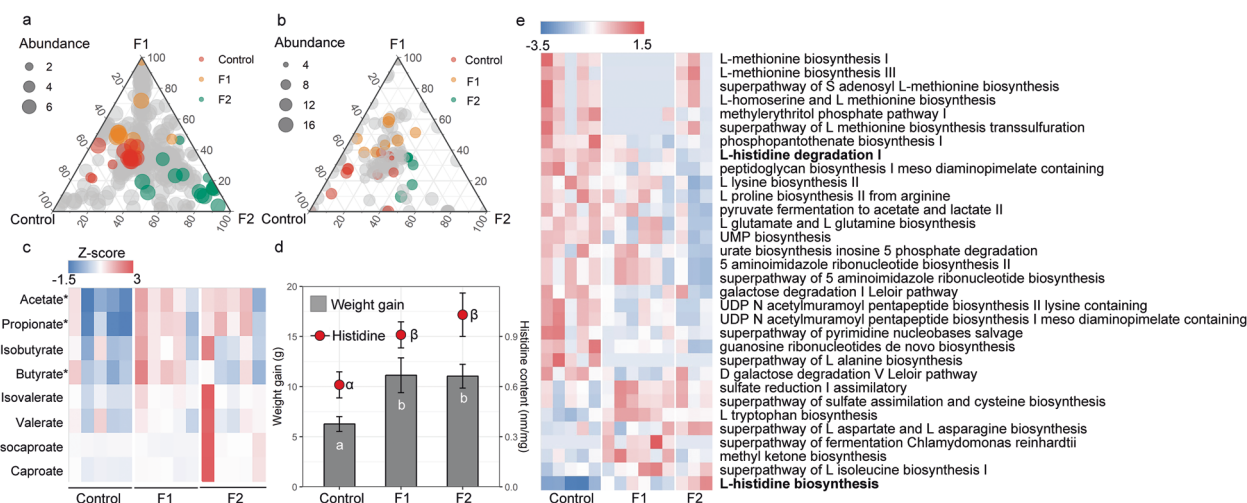 a
Abundance
2
4
6
F1
Control
F1
F2
100
80
60
40
20
20
40
60
80
100
Control
20
40
60
80
100
F2
b
Abundance
4
8
12
16
F1
Control
F1
F2
100
80
60
40
20
20
40
60
80
100
Control
20
40
60
80
100
F2
c
Z-score
-1.5
3
Acetate*
Propionate*
Isobutyrate
Butyrate*
Isovalerate
Valerate
socaproate
Caproate
Control
F1
F2
d
Weight gain (g)
20
15
10
5
0
Weight gain
Histidine
α
β
β
a
b
b
0.9
0.6
0.3
0.0
Histidine content (nm/mg)
Control
F1
F2
e
-3.5
1.5
L-methionine biosynthesis I
L-methionine biosynthesis III
superpathway of S adenosyl L-methionine biosynthesis
L-homoserine and L methionine biosynthesis
methylerythritol phosphate pathway I
superpathway of L methionine biosynthesis transsulfuration
phosphopantothenate biosynthesis I
L-histidine degradation I
peptidoglycan biosynthesis I meso diaminopimelate containing
L lysine biosynthesis II
L proline biosynthesis II from arginine
pyruvate fermentation to acetate and lactate II
L glutamate and L glutamine biosynthesis
UMP biosynthesis
urate biosynthesis inosine 5 phosphate degradation
5 aminoimidazole ribonucleotide biosynthesis II
superpathway of 5 aminoimidazole ribonucleotide biosynthesis
galactose degradation I Leloir pathway
UDP N acetylmuramoyl pentapeptide biosynthesis II lysine containing
UDP N acetylmuramoyl pentapeptide biosynthesis I meso diaminopimelate containing
superpathway of pyrimidine nucleobases salvage
guanosine ribonucleotides de novo biosynthesis
superpathway of L alanine biosynthesis
D galactose degradation V Leloir pathway
sulfate reduction I assimilatory
superpathway of sulfate assimilation and cysteine biosynthesis
L tryptophan biosynthesis
superpathway of L aspartate and L asparagine biosynthesis
superpathway of fermentation Chlamydomonas reinhardtii
methyl ketone biosynthesis
superpathway of L isoleucine biosynthesis I
L-histidine biosynthesis
Control
F1
F2